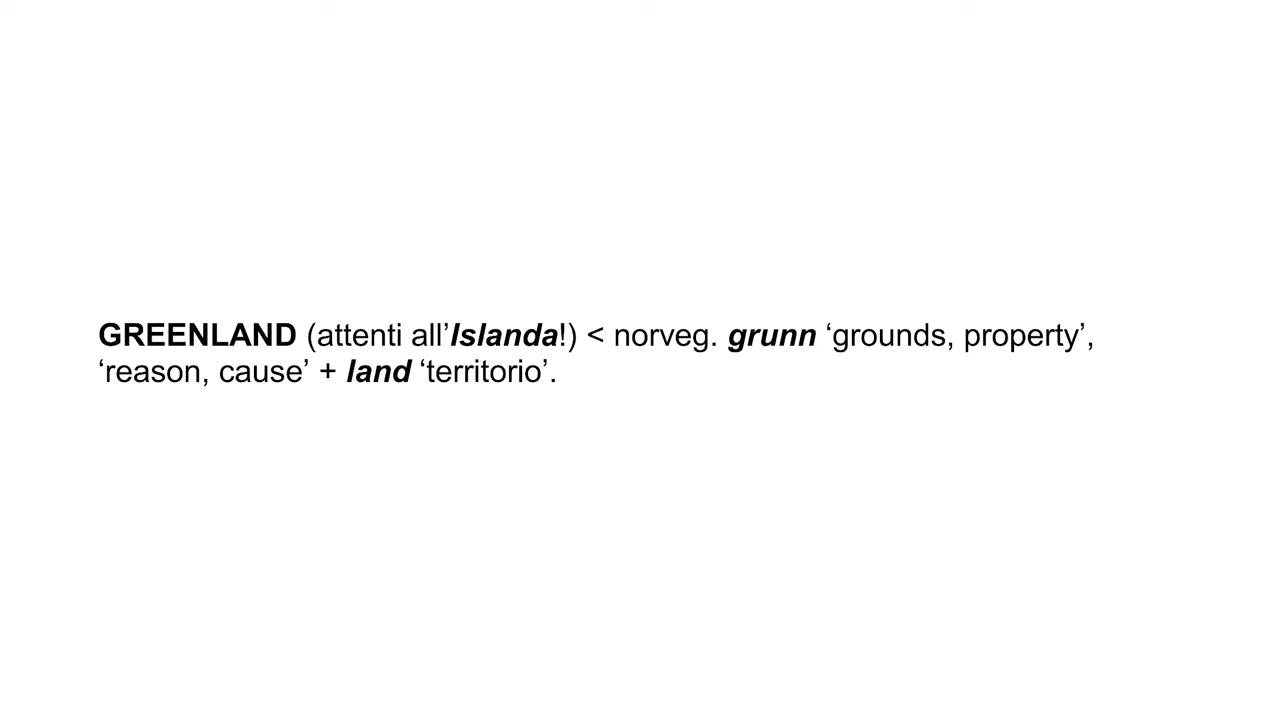 GREENLAND (attenti all’Islanda!) < norveg. grunn ‘grounds, property’,
‘reason, cause’ + land ‘territorio’.